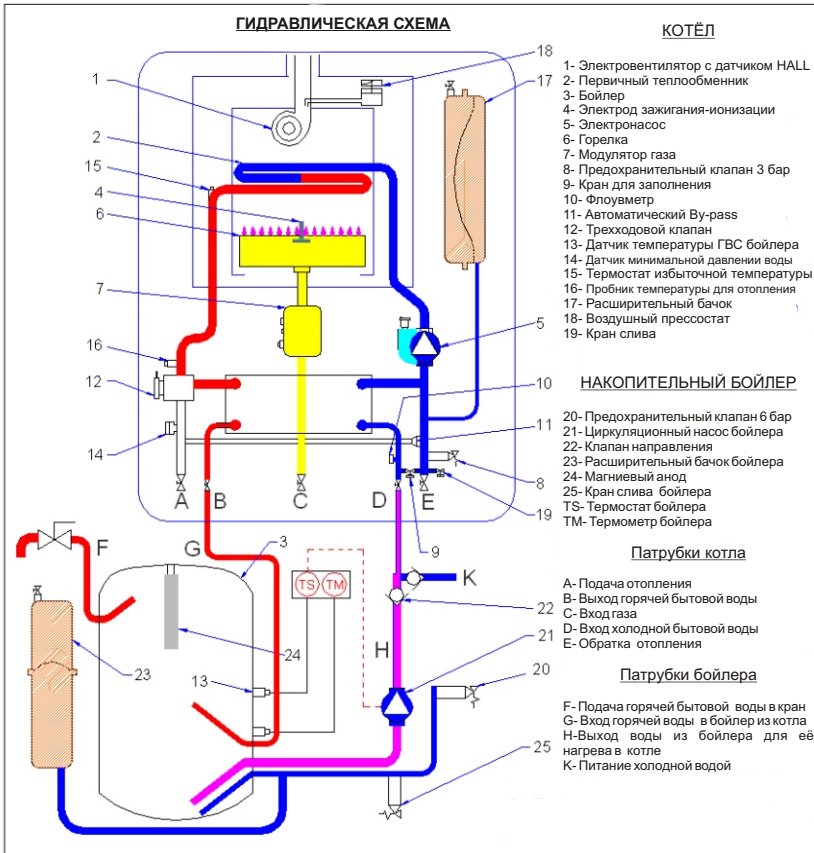 ГИДРАВЛИЧЕСКАЯ СХЕМА
1
2
15
4
6
7
16
12
14
18
17
5
10
11
8
19
9
A
B
C
D
E
F
G
3
TS
TM
K
22
H
21
24
13
23
20
25
КОТЁЛ
1- Электровентилятор с датчиком HALL
2- Первичный теплообменник
3- Бойлер
4- Электрод зажигания-ионизации
5- Электронасос
6- Горелка
7- Модулятор газа
8- Предохранительный клапан 3 бар
9- Кран для заполнения
10- Флоувметр
11- Автоматический By-pass
12- Трехходовой клапан
13- Датчик температуры ГВС бойлера
14- Датчик минимальной давлении воды
15- Термостат избыточной температуры
16- Пробник температуры для отопления
17- Расширительный бачок
18- Воздушный прессостат
19- Кран слива
НАКОПИТЕЛЬНЫЙ БОЙЛЕР
20- Предохранительный клапан 6 бар
21- Циркуляционный насос бойлера
22- Клапан направления
23- Расширительный бачок бойлера
24- Магниевый анод
25- Кран слива бойлера
TS- Термостат бойлера
TM- Термометр бойлера
Патрубки котла
A- Подача отопления
B- Выход горячей бытовой воды
C- Вход газа
D- Вход холодной бытовой воды
E- Обратка отопления
Патрубки бойлера
F- Подача горячей бытовой воды в кран
G- Вход горячей воды в бойлер из котла
H-Выход воды из бойлера для её
нагрева в котле
K- Питание холодной водой